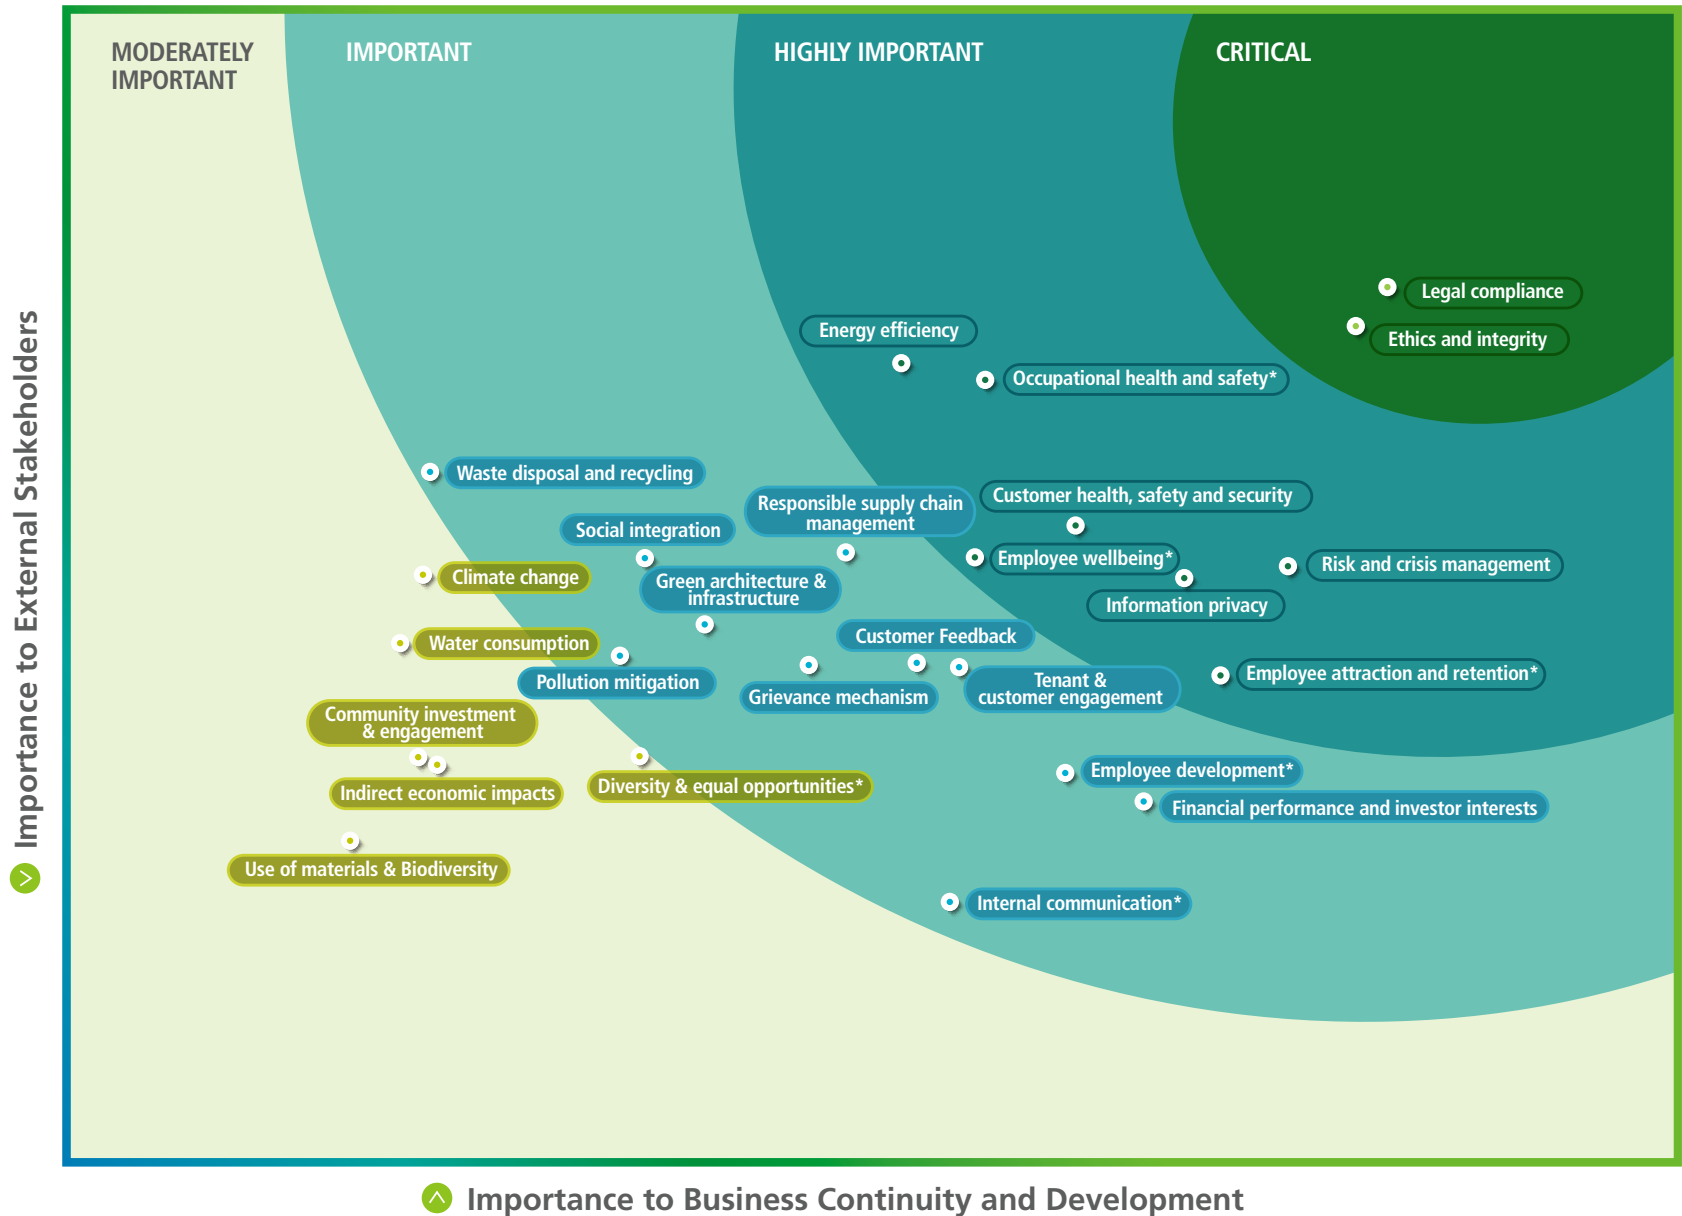 MODERATELY
IMPORTANT
IMPORTANT
HIGHLY IMPORTANT
CRITICAL
Importance to External Stakeholders
Legal compliance
Ethics and integrity
Energy efficiency
Occupational health and safety*
Waste disposal and recycling
Social integration
Responsible supply chain
management
Customer health, safety and security
Climate change
Green architecture &
infrastructure
Employee wellbeing*
Risk and crisis management
Information privacy
Water consumption
Customer Feedback
Pollution mitigation
Grievance mechanism
Tenant &
customer engagement
Employee attraction and retention*
Community investment
& engagement
Indirect economic impacts
Diversity & equal opportunities*
Employee development*
Financial performance and investor interests
Use of materials & Biodiversity
Internal communication*
Importance to Business Continuity and Development